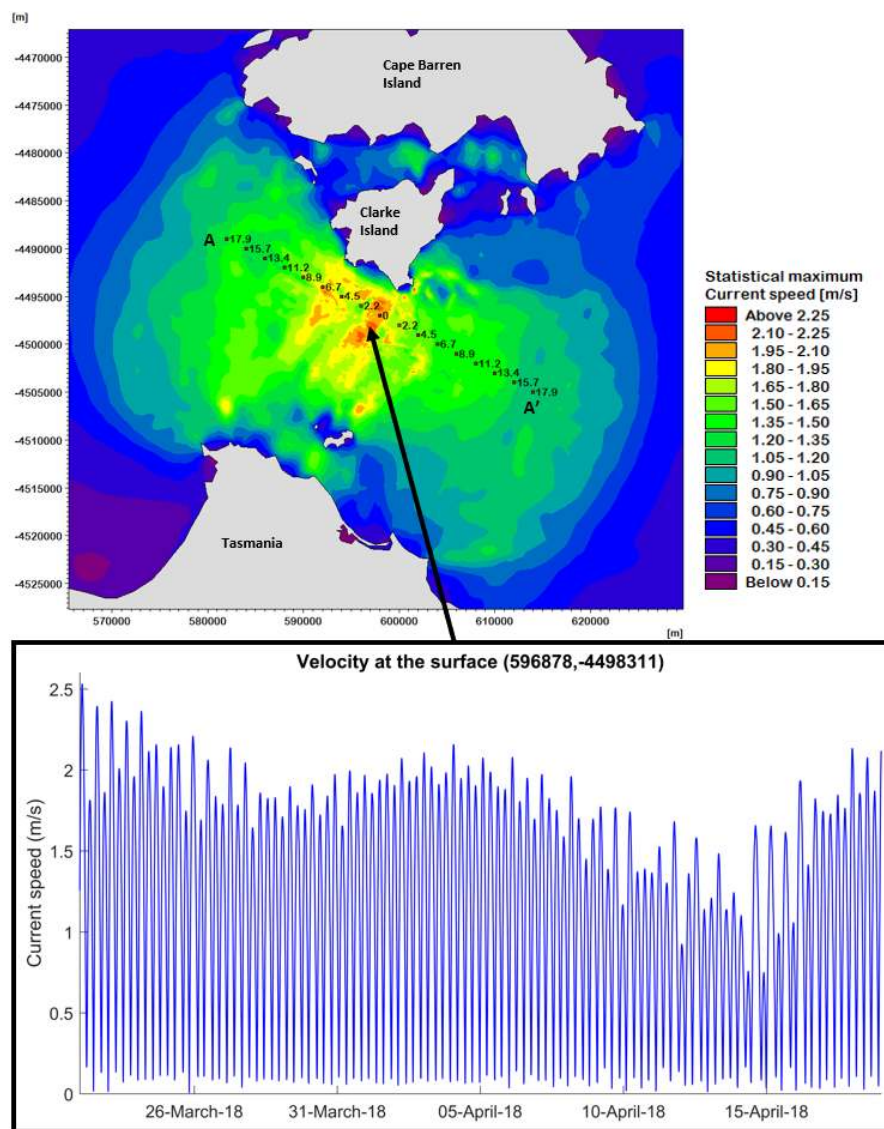 [m]
-4470000
Cape Barren
Island
-4475000
-4480000
-4485000
Clarke
Island
-4490000
A
17.9
15.7
13.4
11.2
8.9
6.7
4.5
2.2
0
2.2
4.5
6.7
8.9
11.2
13.4
15.7
17.9
A'
-4495000
-4500000
-4505000
-4510000
-4515000
-4520000
Tasmania
-4525000
570000 580000 590000 600000 610000 620000
[m]
Statistical maximum
Current speed [m/s]
Above 2.25
2.10 - 2.25
1.95 - 2.10
1.80 - 1.95
1.65 - 1.80
1.50 - 1.65
1.35 - 1.50
1.20 - 1.35
1.05 - 1.20
0.90 - 1.05
0.75 - 0.90
0.60 - 0.75
0.45 - 0.60
0.30 - 0.45
0.15 - 0.30
Below 0.15
Velocity at the surface (596878,-4498311)
Current speed (m/s)
2.5
2
1.5
1
0.5
0
26-March-18 31-March-18 05-April-18 10-April-18 15-April-18